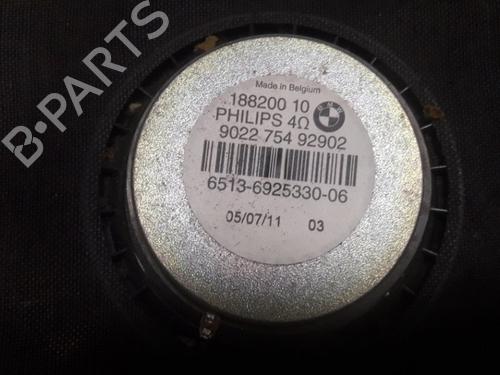 B-PARTS
Made in Belgium
188200 10
PHILIPS 4Ω
9022 754 92902
6513-6925330-06
05/07/11 03